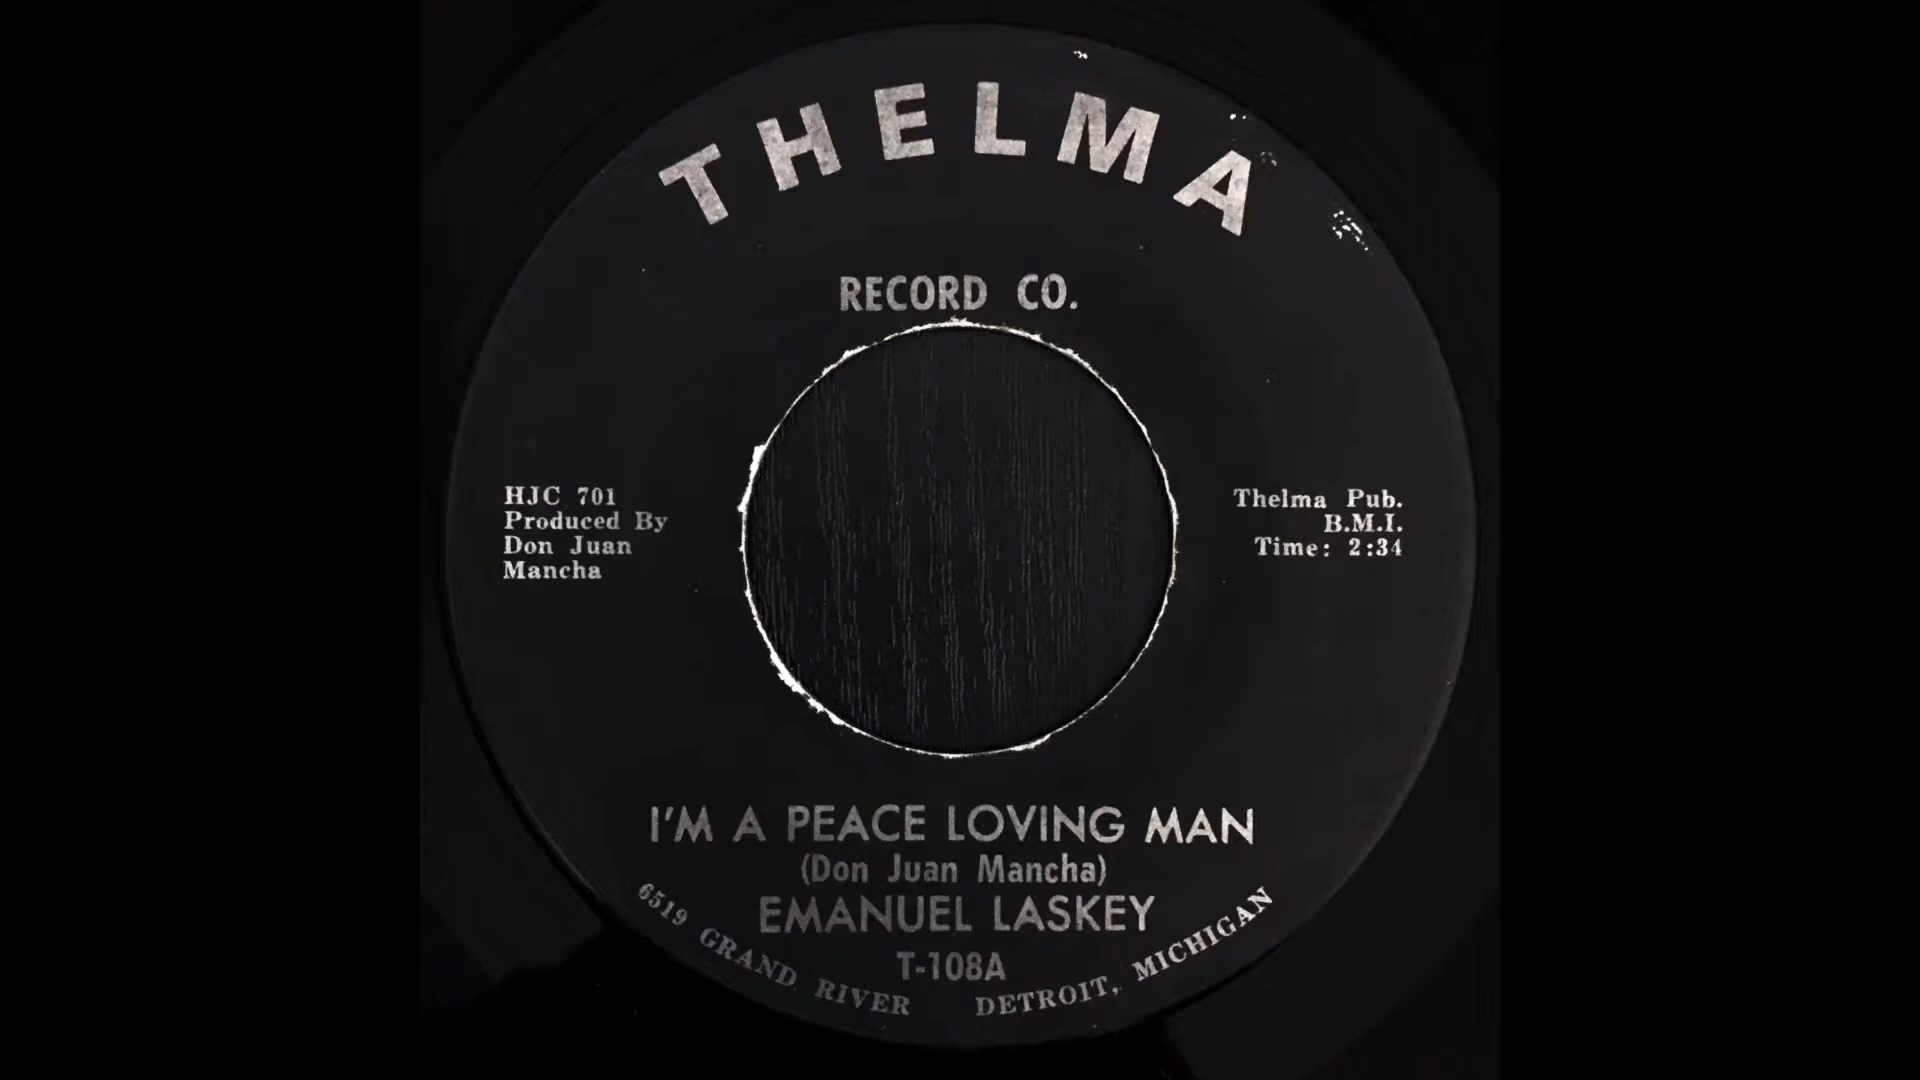 THELMA
RECORD CO.
HJC 701
Produced By
Don Juan
Mancha
Thelma Pub.
B.M.I.
Time: 2:34
I'M A PEACE LOVING MAN
(Don Juan Mancha)
EMANUEL LASKEY
T-108A
6519 GRAND RIVER DETROIT, MICHIGAN